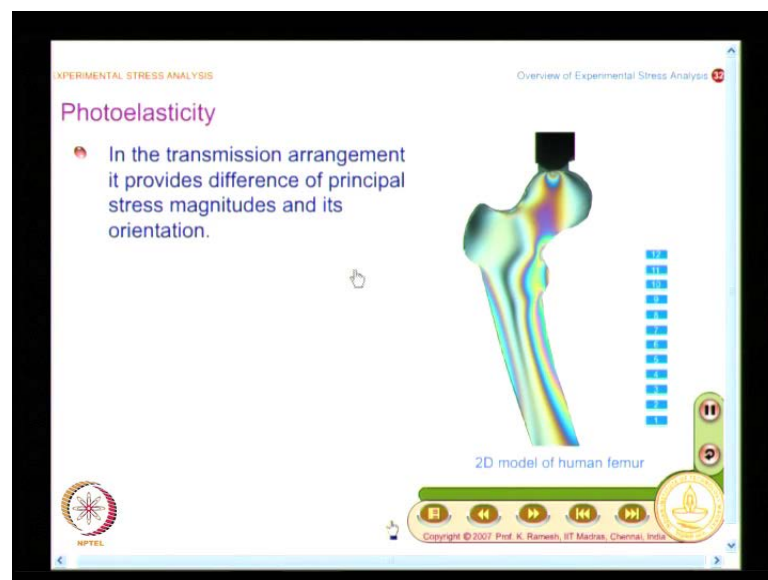 XPERIMENTAL STRESS ANALYSIS
Overview of Experimental Stress Analysis 32
Photoelasticity
In the transmission arrangement
it provides difference of principal
stress magnitudes and its
orientation.
12
11
10
9
8
7
6
5
4
3
2
1
2D model of human femur
NPTEL
Copyright © 2007 Prof. K. Ramesh, IIT Madras, Chennai, India